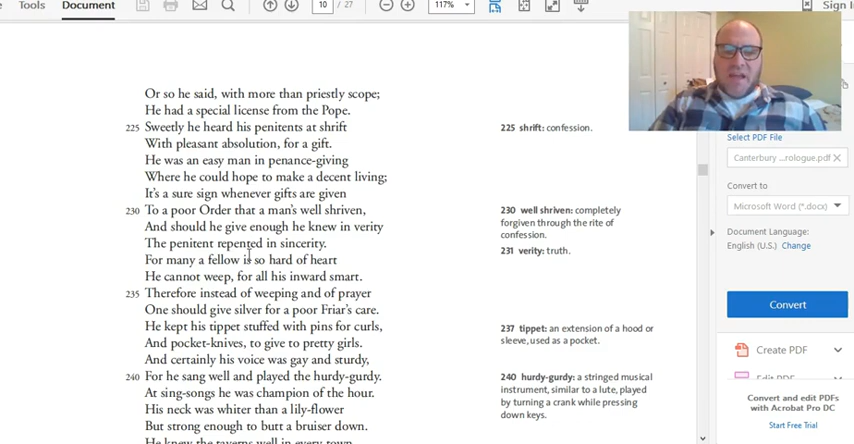 Tools
Document
10 / 27
117%
Sign I
Or so he said, with more than priestly scope;
He had a special license from the Pope.
225 Sweetly he heard his penitents at shrift
With pleasant absolution, for a gift.
He was an easy man in penance-giving
Where he could hope to make a decent living;
It's a sure sign whenever gifts are given
230 To a poor Order that a man's well shriven,
And should he give enough he knew in verity
The penitent repented in sincerity.
For many a fellow is so hard of heart
He cannot weep, for all his inward smart.
235 Therefore instead of weeping and of prayer
One should give silver for a poor Friar's care.
He kept his tippet stuffed with pins for curls,
And pocket-knives, to give to pretty girls.
And certainly his voice was gay and sturdy,
240 For he sang well and played the hurdy-gurdy.
At sing-songs he was champion of the hour.
His neck was whiter than a lily-flower
But strong enough to butt a bruiser down.
He knew the taverns well in every town
225 shrift: confession.
230 well shriven: completely
forgiven through the rite of
confession.
231 verity: truth.
237 tippet: an extension of a hood or
sleeve, used as a pocket.
240 hurdy-gurdy: a stringed musical
instrument, similar to a lute, played
by turning a crank while pressing
down keys.
Select PDF File
Canterbury ...rologue.pdf
Convert to
Microsoft Word (*.docx)
Document Language:
English (U.S.) Change
Convert
Create PDF
Edit PDF
Convert and edit PDFs
with Acrobat Pro DC
Start Free Trial